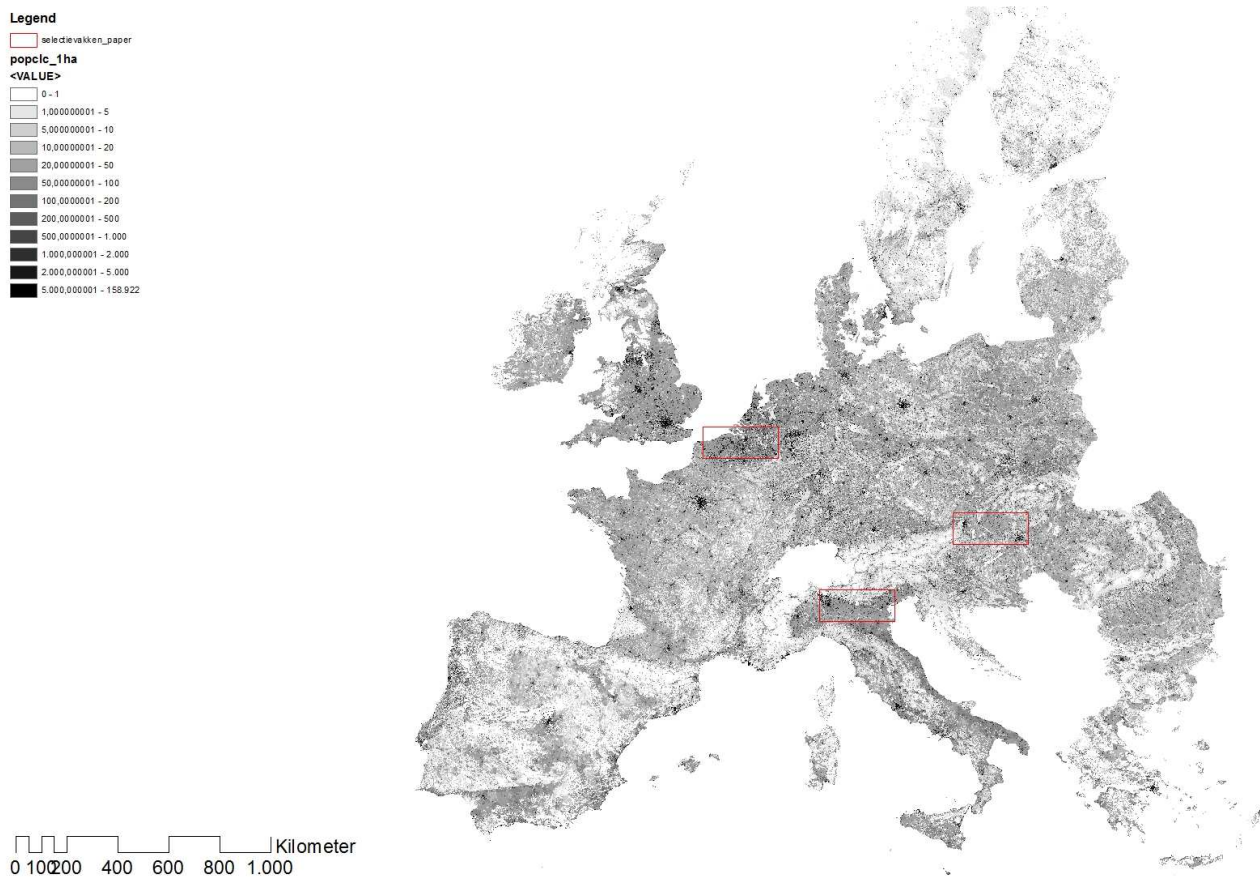 Legend
selectievakken_paper
popclc_1ha
<VALUE>
0 - 1
1,000000001 - 5
5,000000001 - 10
10,00000001 - 20
20,00000001 - 50
50,00000001 - 100
100,0000001 - 200
200,0000001 - 500
500,0000001 - 1.000
1.000,000001 - 2.000
2.000,000001 - 5.000
5.000,000001 - 158.922
Kilometer
0 100200 400 600 800 1.000